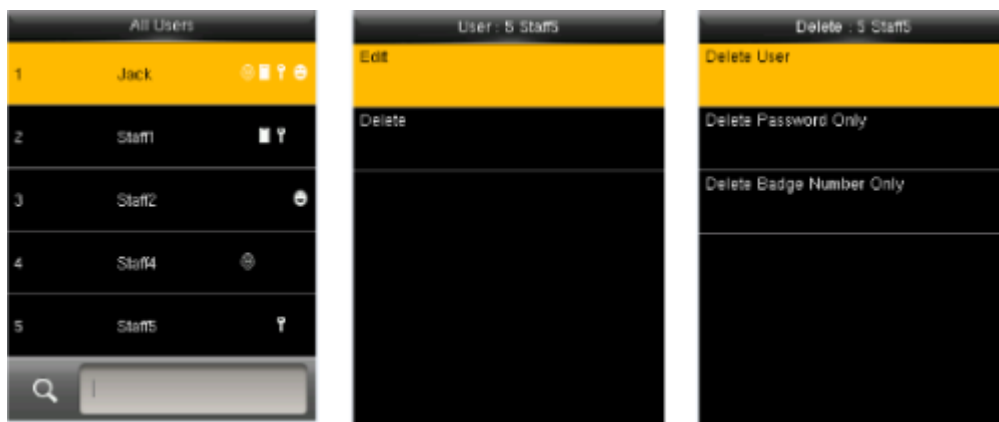 All Users
1 Jack
2 Staff1
3 Staff2
4 Staff4
5 Staff5
User : 5 Staff5
Edit
Delete
Delete : 5 Staff5
Delete User
Delete Password Only
Delete Badge Number Only